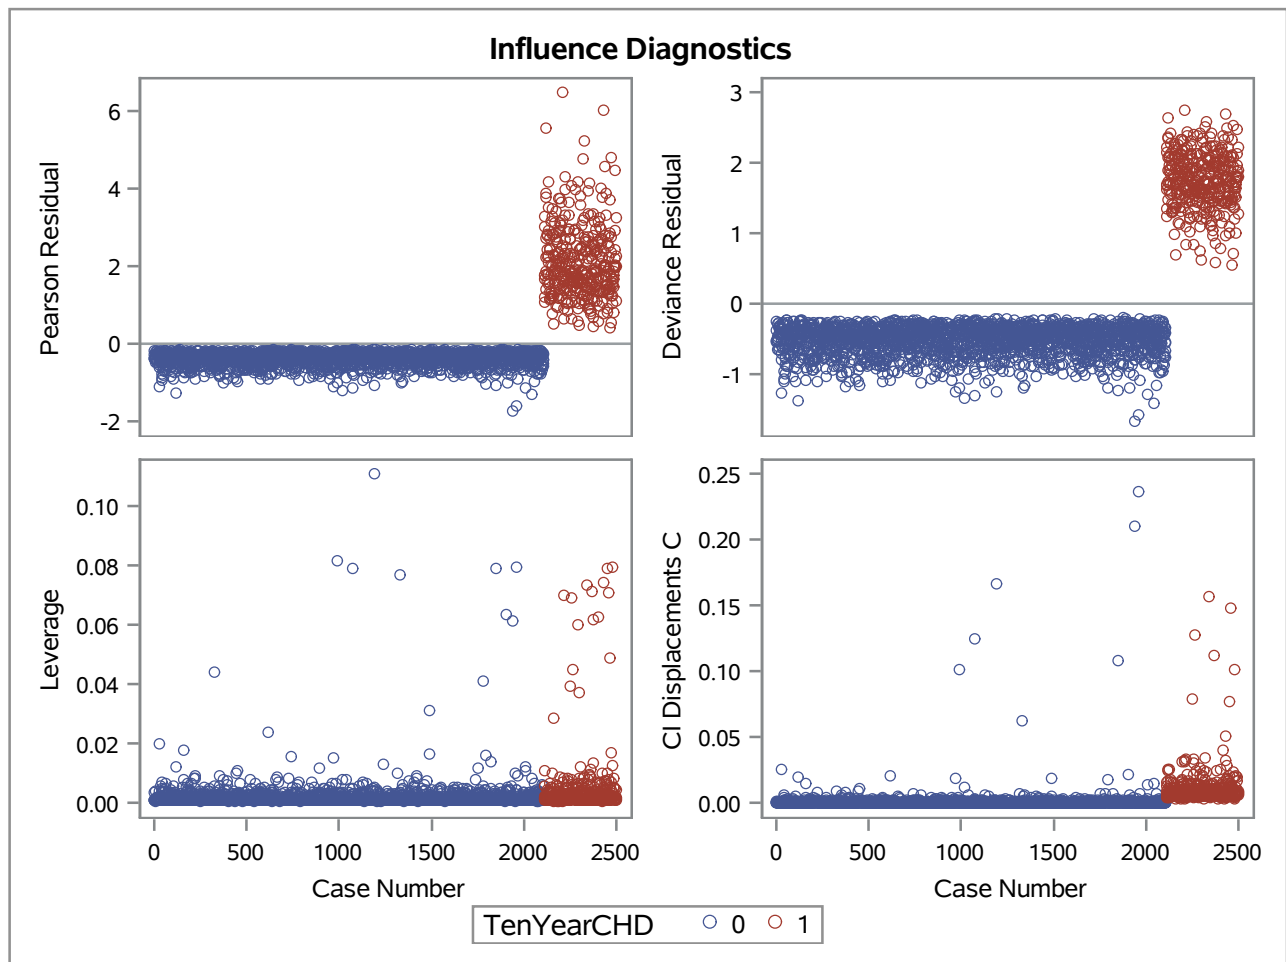 Influence Diagnostics
Pearson Residual
6
4
2
0
-2
Deviance Residual
3
2
1
0
-1
Leverage
0.10
0.08
0.06
0.04
0.02
0.00
0 500 1000 1500 2000 2500
Case Number
CI Displacements C
0.25
0.20
0.15
0.10
0.05
0.00
0 500 1000 1500 2000 2500
Case Number
TenYearCHD 0 1